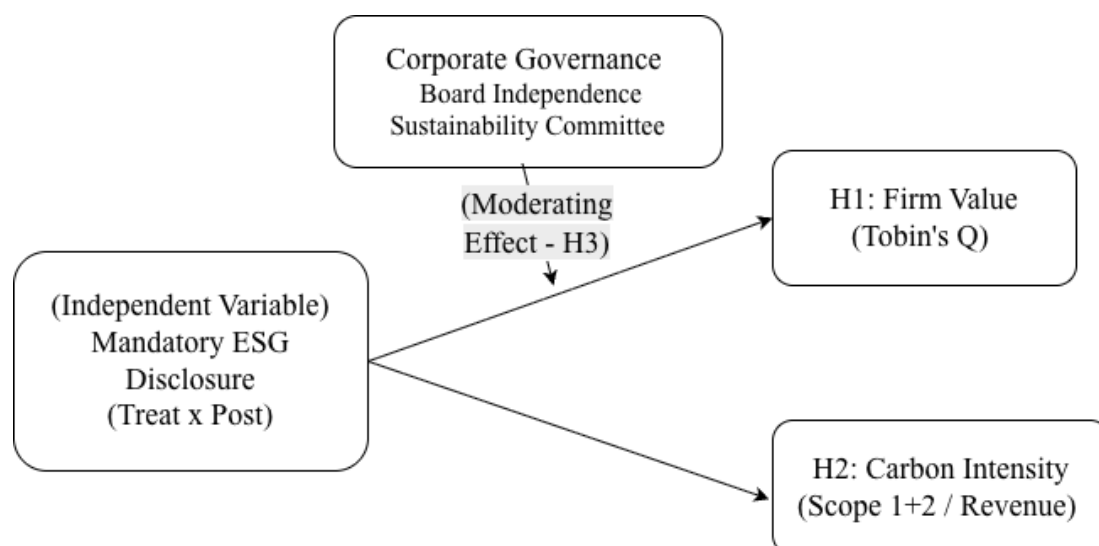 Corporate Governance
Board Independence
Sustainability Committee
(Moderating
Effect - H3)
H1: Firm Value
(Tobin's Q)
(Independent Variable)
Mandatory ESG
Disclosure
(Treat x Post)
H2: Carbon Intensity
(Scope 1+2 / Revenue)